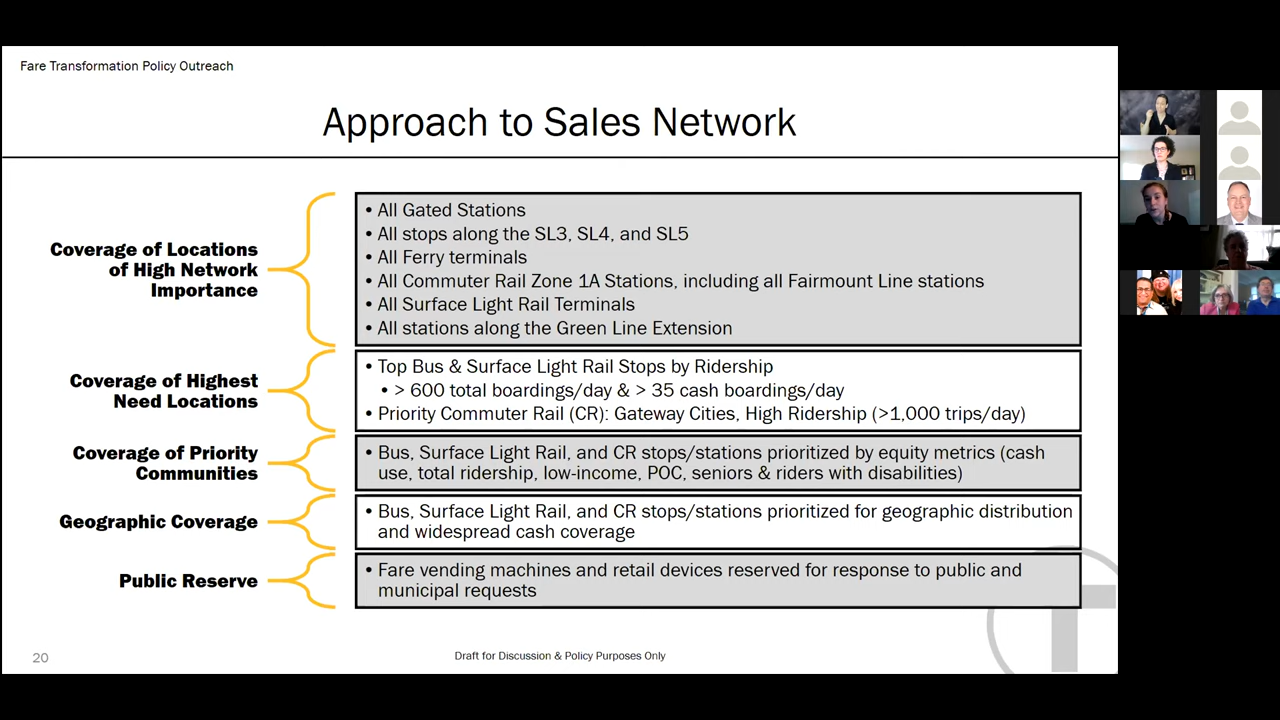 Fare Transformation Policy Outreach
Approach to Sales Network
Coverage of Locations
of High Network
Importance
• All Gated Stations
• All stops along the SL3, SL4, and SL5
• All Ferry terminals
• All Commuter Rail Zone 1A Stations, including all Fairmount Line stations
• All Surface Light Rail Terminals
• All stations along the Green Line Extension
Coverage of Highest
Need Locations
• Top Bus & Surface Light Rail Stops by Ridership
• > 600 total boardings/day & > 35 cash boardings/day
• Priority Commuter Rail (CR): Gateway Cities, High Ridership (>1,000 trips/day)
Coverage of Priority
Communities
• Bus, Surface Light Rail, and CR stops/stations prioritized by equity metrics (cash
use, total ridership, low-income, POC, seniors & riders with disabilities)
Geographic Coverage
• Bus, Surface Light Rail, and CR stops/stations prioritized for geographic distribution
and widespread cash coverage
Public Reserve
• Fare vending machines and retail devices reserved for response to public and
municipal requests
20
Draft for Discussion & Policy Purposes Only
T